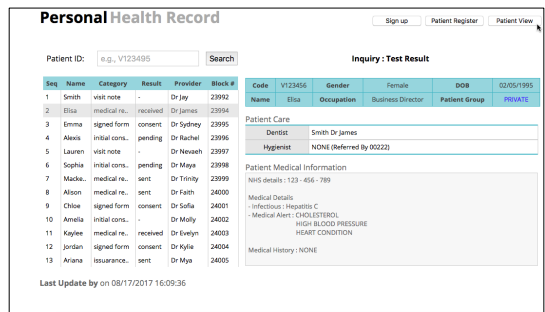 Personal Health Record
Sign up Patient Register Patient View
Patient ID: e.g., V123495 Search Inquiry : Test Result
Seq Name Category Result Provider Block #
1 Smith visit note - Dr Jay 23992
2 Elisa medical re.. received Dr James 23994
3 Emma signed form consent Dr Sydney 23995
4 Alexis initial cons.. pending Dr Rachel 23996
5 Lauren visit note - Dr Nevaeh 23997
6 Sophia initial cons.. pending Dr Maya 23998
7 Macke.. medical re.. sent Dr Trinity 23999
8 Alison medical re.. sent Dr Faith 24000
9 Chloe signed form consent Dr Sofia 24001
10 Amelia initial cons.. - Dr Molly 24002
11 Kaylee medical re.. received Dr Evelyn 24003
12 Jordan signed form consent Dr Kylie 24004
13 Ariana issuarance.. sent Dr Mya 24005
Last Update by on 08/17/2017 16:09:36
Code V123456 Gender Female DOB 02/05/1995
Name Elisa Occupation Business Director Patient Group PRIVATE
Patient Care
Dentist Smith Dr James
Hygienist NONE (Referred By 00222)
Patient Medical Information
NHS details : 123 - 456 - 789
Medical Details
- Infectious : Hepatitis C
- Medical Alert : CHOLESTEROL
HIGH BLOOD PRESSURE
HEART CONDITION
Medical History : NONE